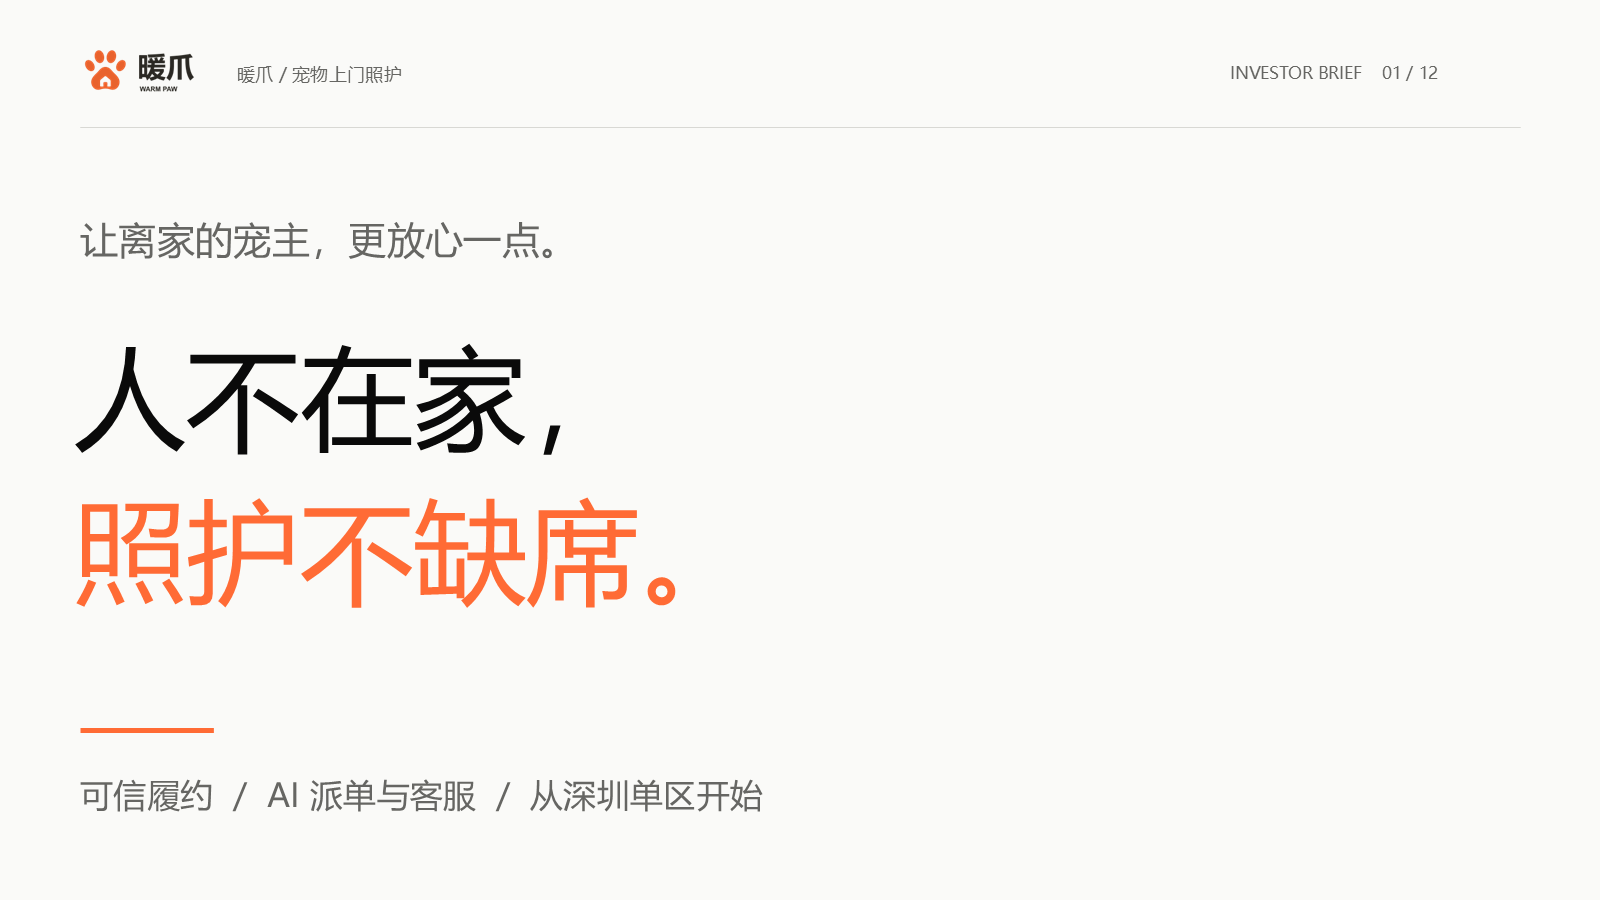 暖爪
WARM PAW
暖爪 / 宠物上门照护
INVESTOR BRIEF 01 / 12
让离家的宠主，更放心一点。
人不在家，
照护不缺席。
可信履约 / AI 派单与客服 / 从深圳单区开始